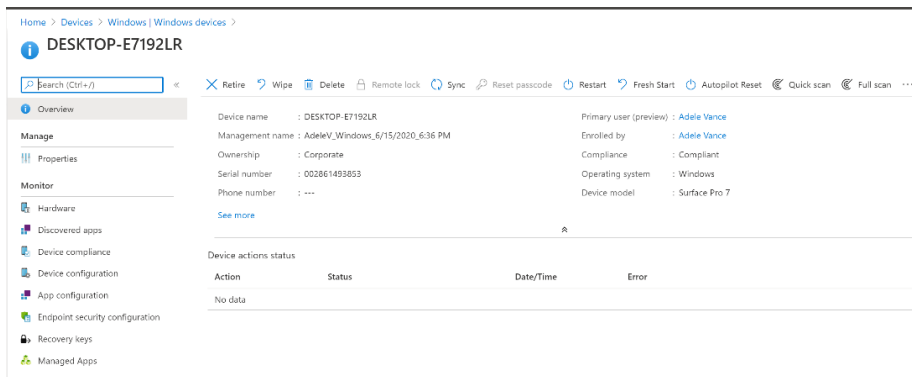 Home > Devices > Windows | Windows devices >
DESKTOP-E7192LR
Search (Ctrl+/)
«
Retire Wipe Delete Remote lock Sync Reset passcode Restart Fresh Start Autopilot Reset Quick scan Full scan ...
Overview
Manage
Properties
Monitor
Hardware
Discovered apps
Device compliance
Device configuration
App configuration
Endpoint security configuration
Recovery keys
Managed Apps
Device name : DESKTOP-E7192LR
Management name : AdeleV_Windows_6/15/2020_6:36 PM
Ownership : Corporate
Serial number : 002861493853
Phone number : ---
See more
Primary user (preview) : Adele Vance
Enrolled by : Adele Vance
Compliance : Compliant
Operating system : Windows
Device model : Surface Pro 7
Device actions status
Action Status Date/Time Error
No data